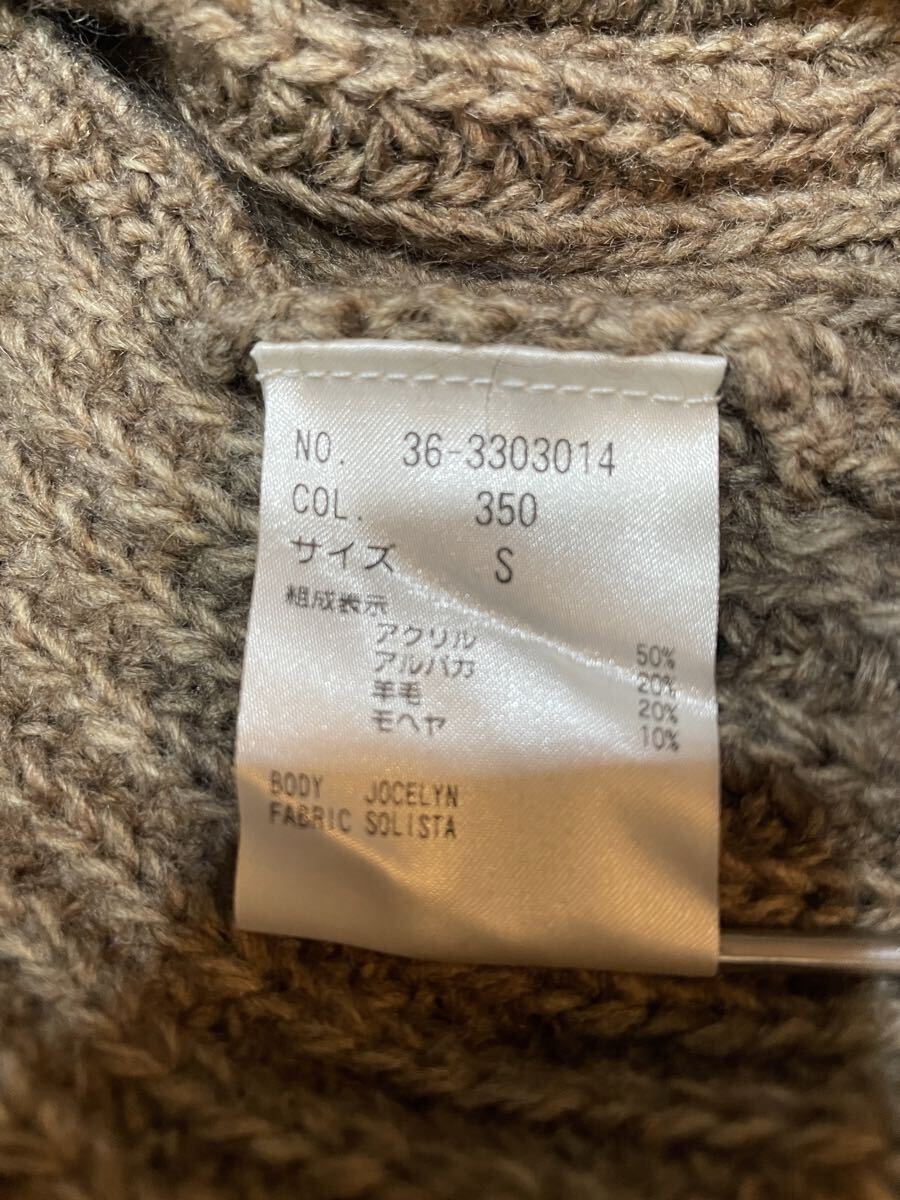 NO. 36-3303014
COL. 350
サイズ S
組成表示
アクリル 50%
アルパカ 20%
羊毛 20%
モヘヤ 10%
BODY JOCELYN
FABRIC SOLISTA